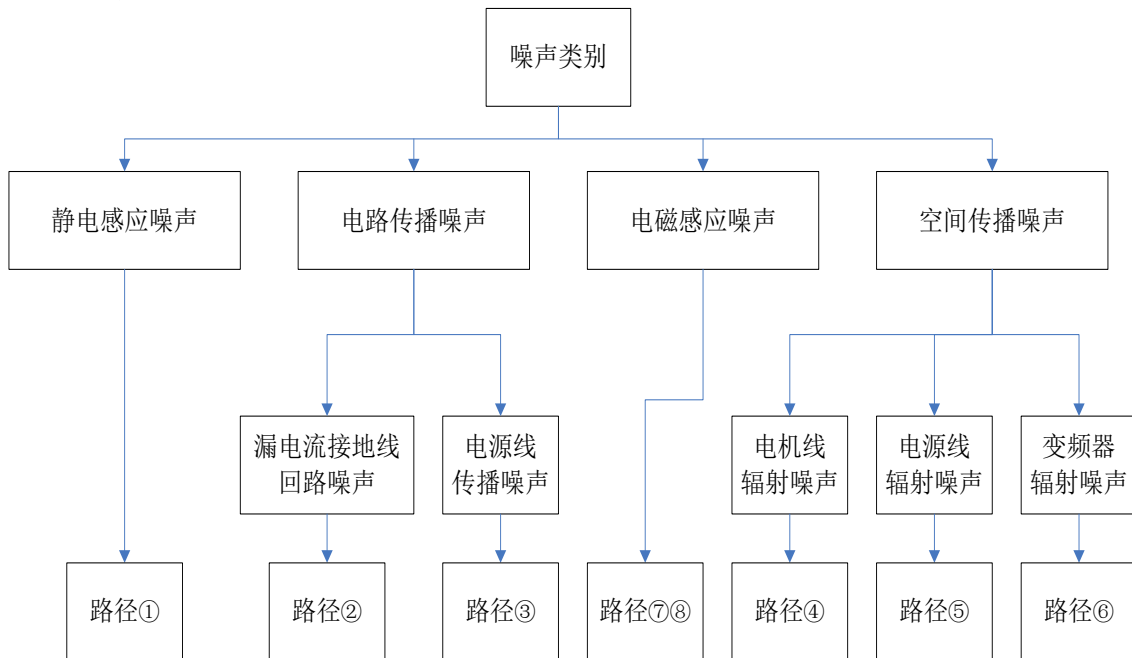 噪声类别
静电感应噪声
电路传播噪声
电磁感应噪声
空间传播噪声
漏电流接地线
回路噪声
电源线
传播噪声
电机线
辐射噪声
电源线
辐射噪声
变频器
辐射噪声
路径①
路径②
路径③
路径⑦⑧
路径④
路径⑤
路径⑥